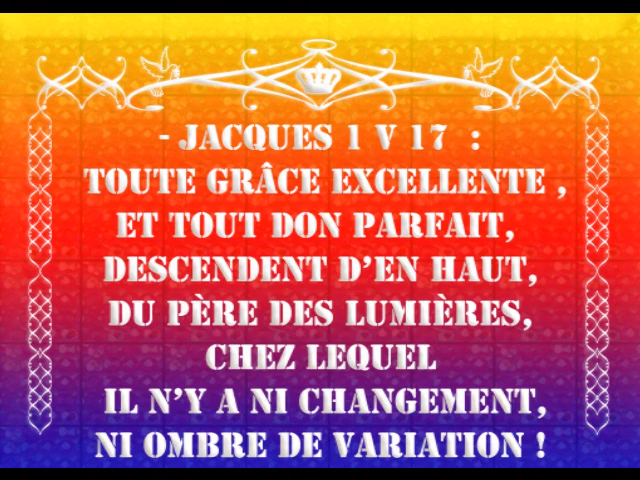 - JACQUES 1 V 17 :
TOUTE GRÂCE EXCELLENTE ,
ET TOUT DON PARFAIT,
DESCENDENT D'EN HAUT,
DU PÈRE DES LUMIÈRES,
CHEZ LEQUEL
IL N'Y A NI CHANGEMENT,
NI OMBRE DE VARIATION !